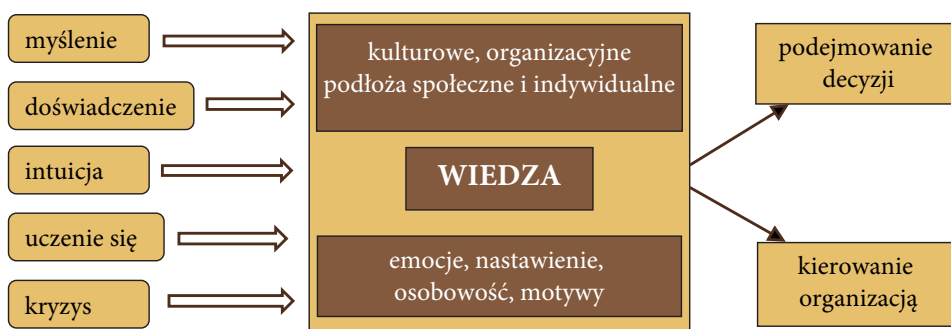 myślenie
doświadczenie
intuicja
uczenie się
kryzys
kulturowe, organizacyjne
podłoża społeczne i indywidualne
WIEDZA
emocje, nastawienie,
osobowość, motywy
podejmowanie
decyzji
kierowanie
organizacją